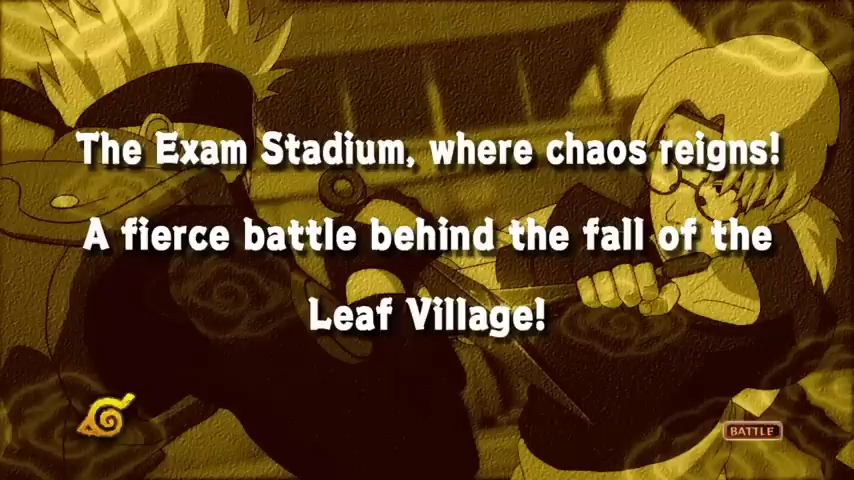 The Exam Stadium, where chaos reigns!
A fierce battle behind the fall of the
Leaf Village!
BATTLE